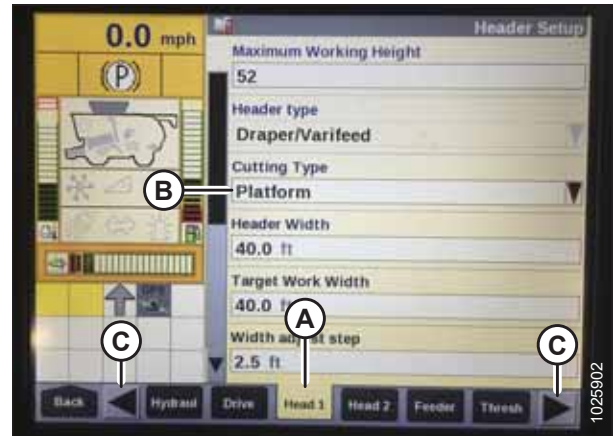 0.0 mph
Header Setup
Maximum Working Height
52
(P)
Header type
Draper/Varifeed
Cutting Type
B
Platform
Header Width
40.0 ft
Target Work Width
40.0 ft
A
Width adjust step
C
C
2.5 ft
Back
Hydraul
Drive
Head 1
Head 2
Feeder
Thresh
1025902